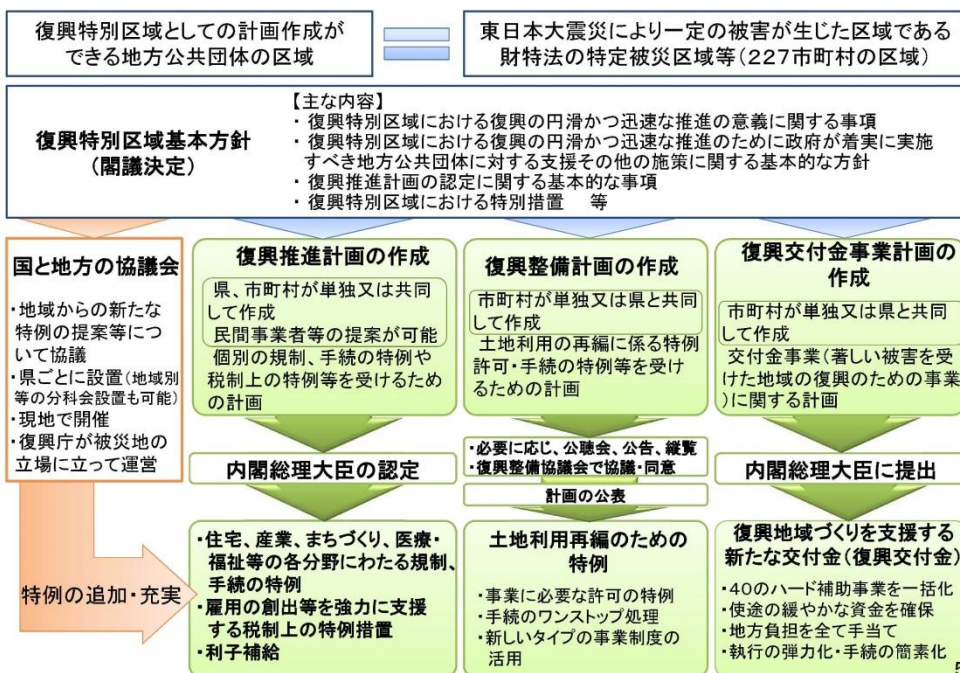 復興特別区域としての計画作成が
できる地方公共団体の区域
東日本大震災により一定の被害が生じた区域である
財特法の特定被災区域等(227市町村の区域)
復興特別区域基本方針
(閣議決定)
【主な内容】
・ 復興特別区域における復興の円滑かつ迅速な推進の意義に関する事項
・ 復興特別区域における復興の円滑かつ迅速な推進のために政府が着実に実施
すべき地方公共団体に対する支援その他の施策に関する基本的な方針
・ 復興推進計画の認定に関する基本的な事項
・ 復興特別区域における特別措置 等
国と地方の協議会
・地域からの新たな
特例の提案等につ
いて協議
・県ごとに設置(地域別
等の分科会設置も可能)
・現地で開催
・復興庁が被災地の
立場に立って運営
特例の追加・充実
復興推進計画の作成
県、市町村が単独又は共同
して作成
民間事業者等の提案が可能
個別の規制、手続の特例や
税制上の特例等を受けるため
の計画
内閣総理大臣の認定
・住宅、産業、まちづくり、医療・
福祉等の各分野にわたる規制、
手続の特例
・雇用の創出等を強力に支援
する税制上の特例措置
・利子補給
復興整備計画の作成
市町村が単独又は県と共同
して作成
土地利用の再編に係る特例
許可・手続の特例等を受け
るための計画
・必要に応じ、公聴会、公告、縦覧
・復興整備協議会で協議・同意
計画の公表
土地利用再編のための
特例
・事業に必要な許可の特例
・手続のワンストップ処理
・新しいタイプの事業制度の
活用
復興交付金事業計画の
作成
市町村が単独又は県と共同
して作成
交付金事業(著しい被害を受
けた地域の復興のための事業
)に関する計画
内閣総理大臣に提出
復興地域づくりを支援する
新たな交付金(復興交付金)
・40のハード補助事業を一括化
・使途の緩やかな資金を確保
・地方負担を全て手当て
・執行の弾力化・手続の簡素化
5